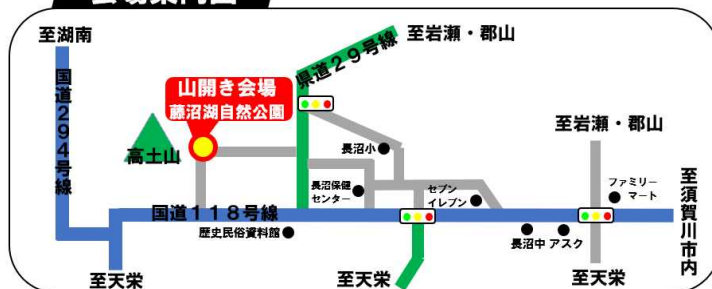 会場案内図
至湖南
国道294号線
山開き会場
藤沼湖自然公園
高土山
県道29号線
至岩瀬・郡山
長沼小
至岩瀬・郡山
長沼保健
センター
セブン
イレブン
ファミリー
マート
国道118号線
歴史民俗資料館
長沼中
アスク
至須賀川市内
至天栄
至天栄
至天栄